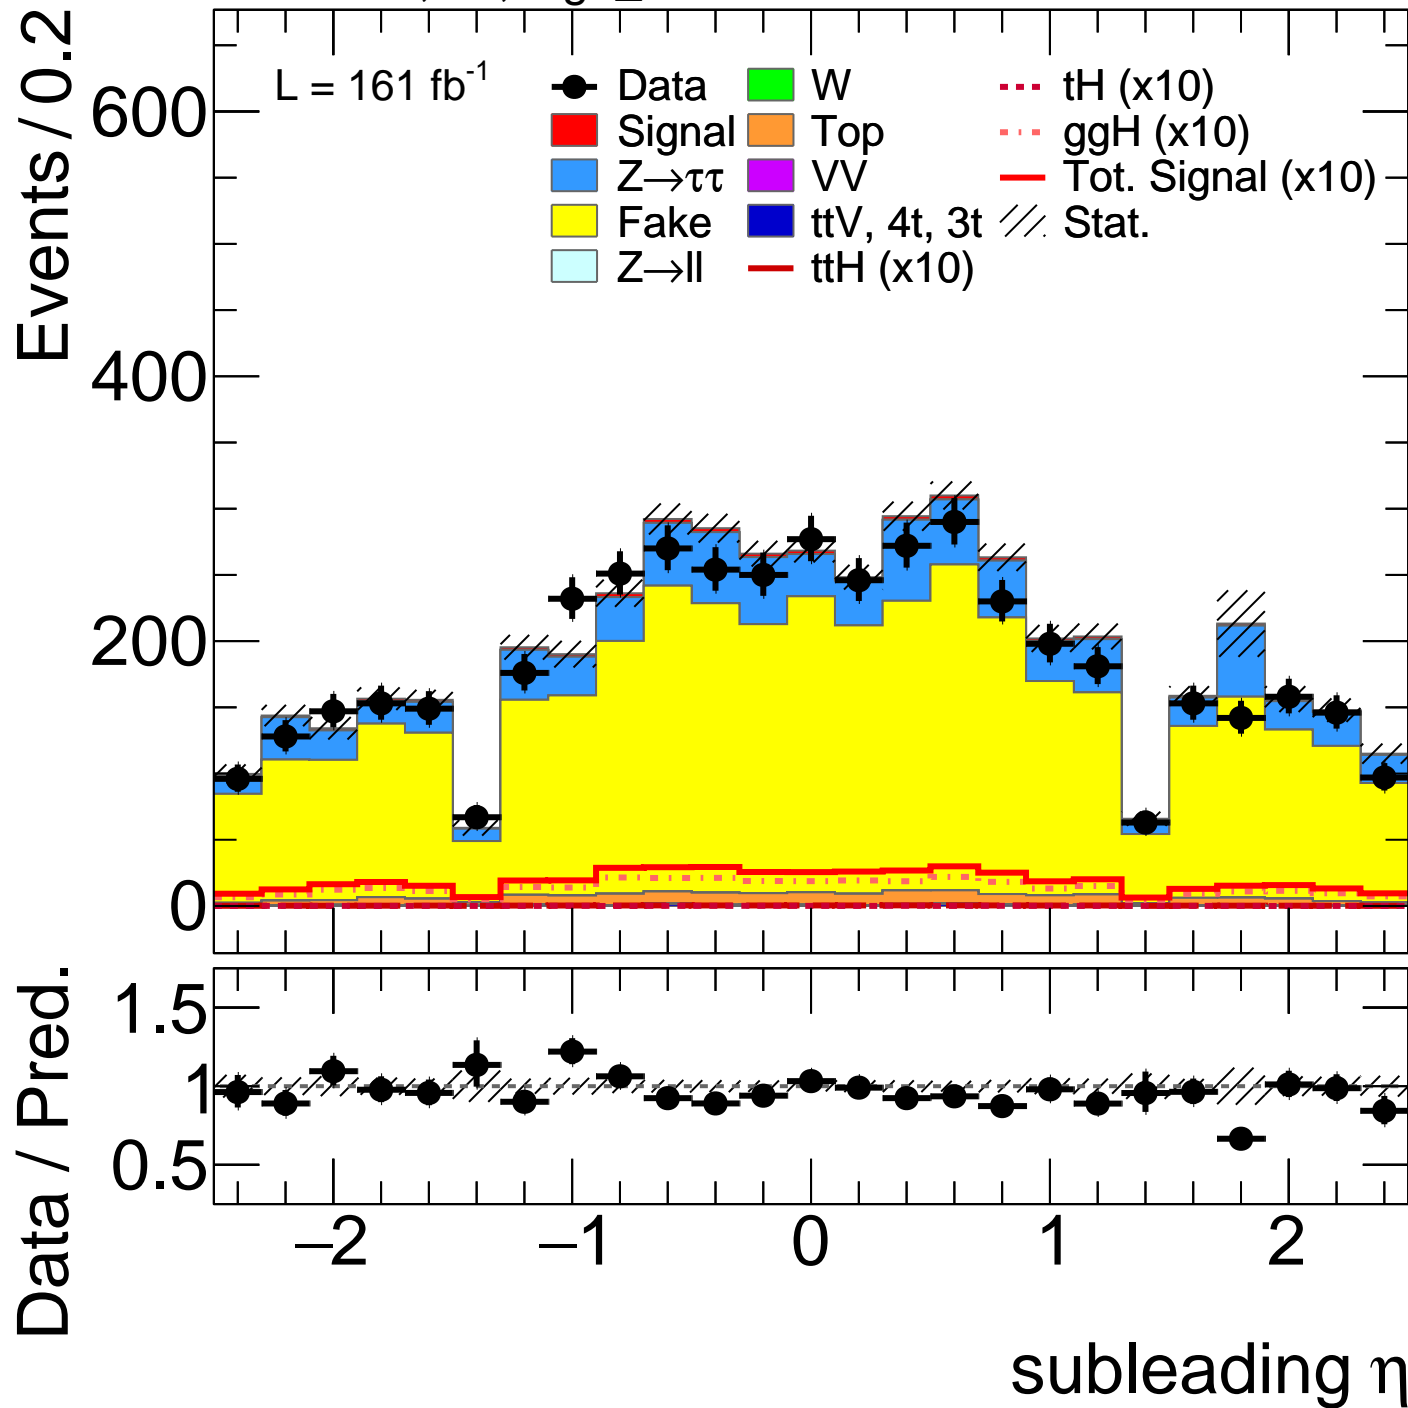 L = 161 fb-1
Data
Signal
Z→ττ
Fake
Z→ll
W
Top
VV
ttV, 4t, 3t
ttH (x10)
tH (x10)
ggH (x10)
Tot. Signal (x10)
Stat.
Events / 0.2
600
400
200
0
Data / Pred.
1.5
1
0.5
−2
−1
0
1
2
subleading η